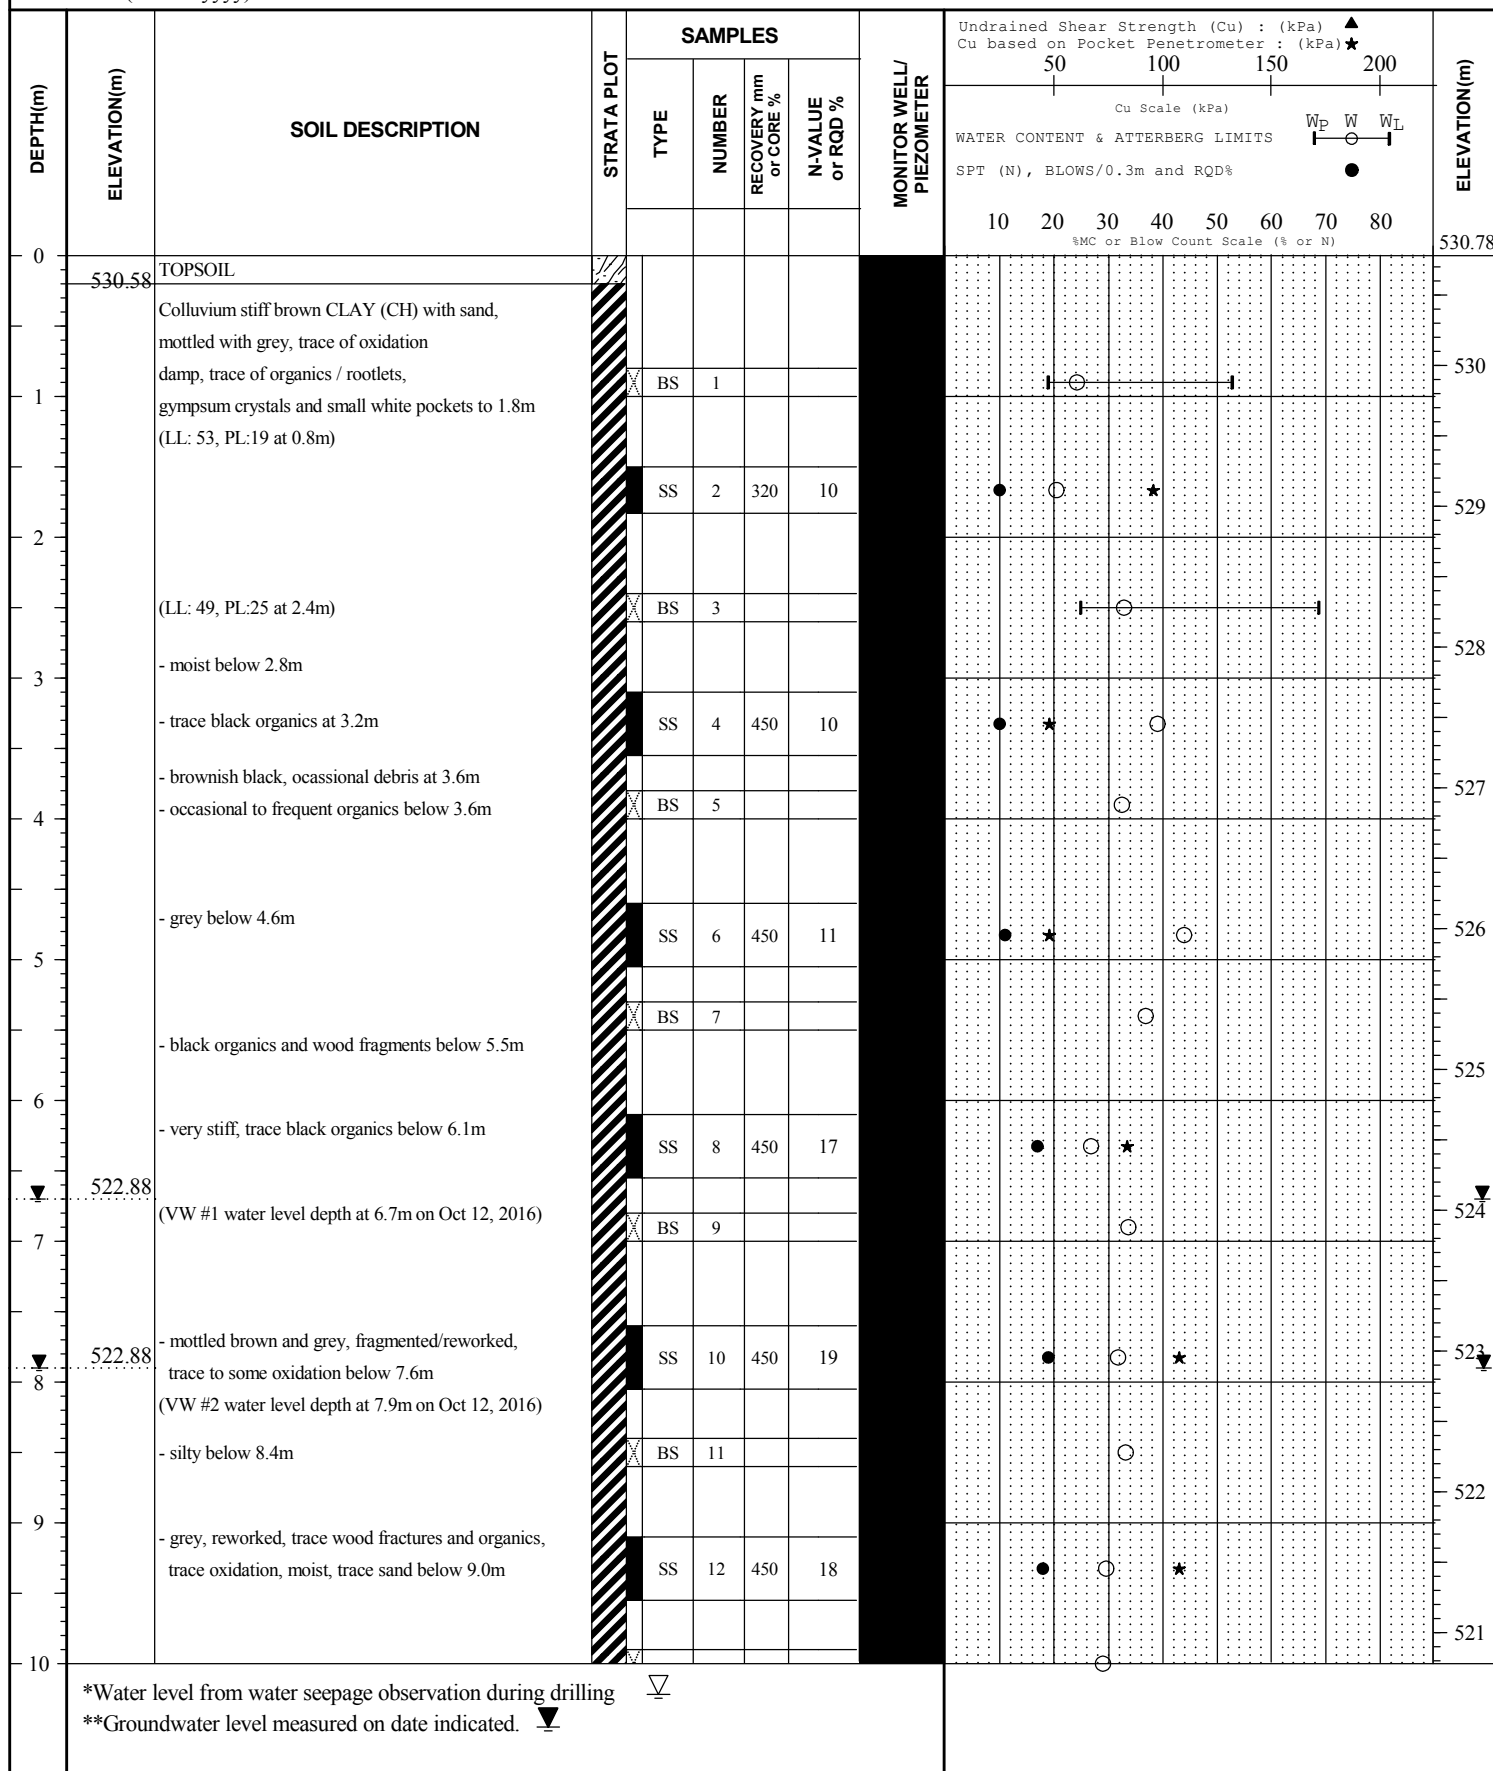 Undrained Shear Strength (Cu) : (kPa)
Cu based on Pocket Penetrometer : (kPa)
50 100 150 200
Cu Scale (kPa)
WATER CONTENT & ATTERBERG LIMITS
WP W WL
SPT (N), BLOWS/0.3m and RQD%
10 20 30 40 50 60 70 80
%MC or Blow Count Scale (% or N)
DEPTH(m)
ELEVATION(m)
SOIL DESCRIPTION
STRATA PLOT
SAMPLES
TYPE
NUMBER
RECOVERY mm
or CORE %
N-VALUE
or RQD %
MONITOR WELL/
PIEZOMETER
ELEVATION(m)
530.78
0
TOPSOIL
530.58
Colluvium stiff brown CLAY (CH) with sand,
mottled with grey, trace of oxidation
damp, trace of organics / rootlets,
530
BS 1
1
gympsum crystals and small white pockets to 1.8m
(LL: 53, PL:19 at 0.8m)
SS 2 320 10
529
2
(LL: 49, PL:25 at 2.4m)
BS 3
528
- moist below 2.8m
3
- trace black organics at 3.2m
SS 4 450 10
- brownish black, ocassional debris at 3.6m
527
- occasional to frequent organics below 3.6m
BS 5
4
- grey below 4.6m
SS 6 450 11
526
5
BS 7
- black organics and wood fragments below 5.5m
525
6
- very stiff, trace black organics below 6.1m
SS 8 450 17
522.88
(VW #1 water level depth at 6.7m on Oct 12, 2016)
524
BS 9
7
- mottled brown and grey, fragmented/reworked,
522.88
SS 10 450 19
523
trace to some oxidation below 7.6m
8
(VW #2 water level depth at 7.9m on Oct 12, 2016)
- silty below 8.4m
BS 11
522
9
- grey, reworked, trace wood fractures and organics,
trace oxidation, moist, trace sand below 9.0m
SS 12 450 18
521
10
*Water level from water seepage observation during drilling
**Groundwater level measured on date indicated.